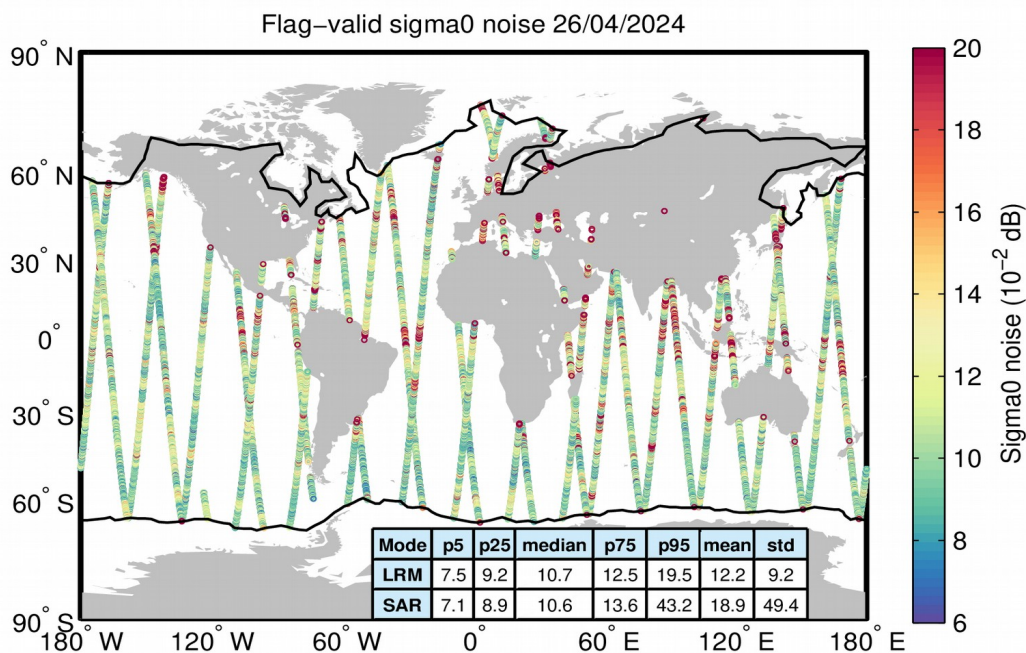 Flag−valid sigma0 noise 26/04/2024
90° N
60° N
30° N
0°
30° S
60° S
90° S
180° W 120° W 60° W 0° 60° E 120° E 180° E
Mode p5 p25 median p75 p95 mean std
LRM 7.5 9.2 10.7 12.5 19.5 12.2 9.2
SAR 7.1 8.9 10.6 13.6 43.2 18.9 49.4
20
18
16
14
12
10
8
6
Sigma0 noise (10⁻² dB)